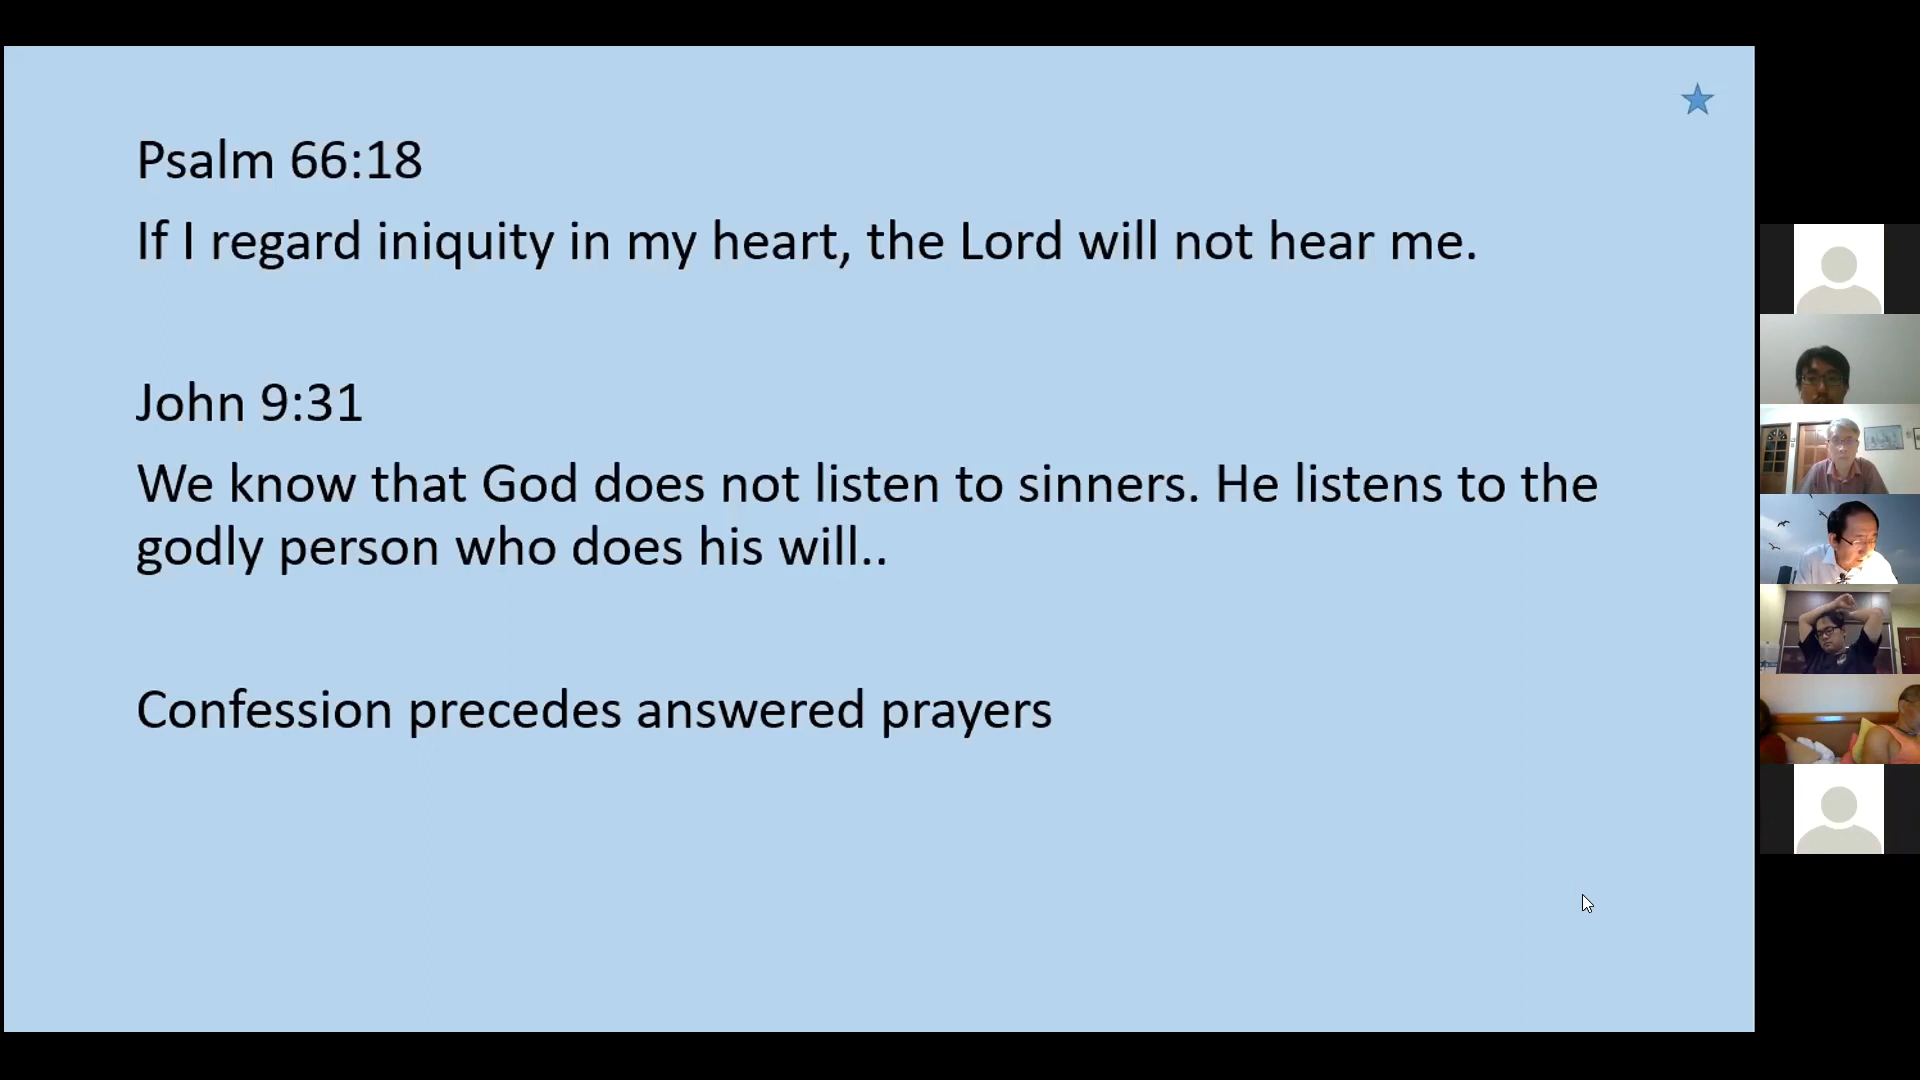 Psalm 66:18
If I regard iniquity in my heart, the Lord will not hear me.
John 9:31
We know that God does not listen to sinners. He listens to the
godly person who does his will..
Confession precedes answered prayers